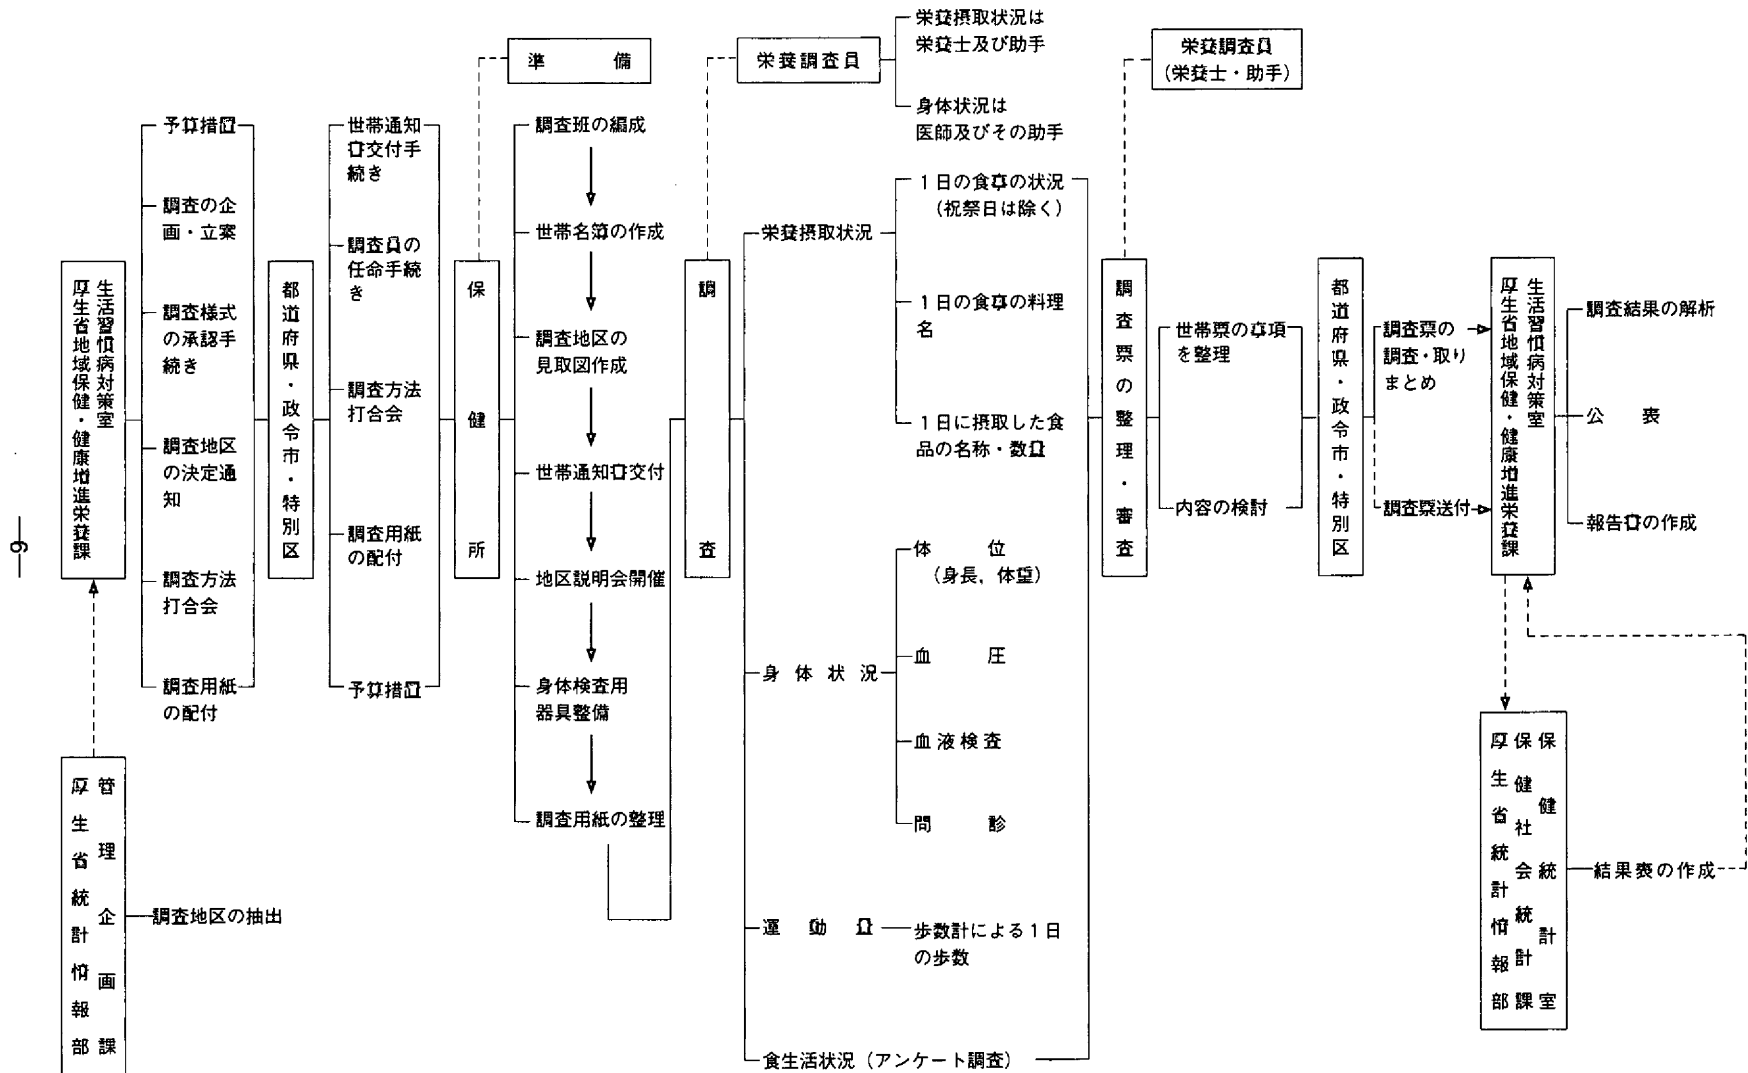 厚生省地域保健・健康増進栄養課
生活習慣病対策室
厚生省統計情報部
管理企画課
調査地区の抽出
予算措置
調査の企
画・立案
調査様式
の承認手
続き
調査地区
の決定通
知
調査方法
打合会
調査用紙
の配付
都道府県・政令市・特別区
世帯通知
書交付手
続き
調査員の
任命手続
き
調査方法
打合会
調査用紙
の配付
予算措置
保健所
準備
調査班の編成
世帯名簿の作成
調査地区の
見取図作成
世帯通知書交付
地区説明会開催
身体検査用
器具整備
調査用紙の整理
調査
栄養調査員
栄養摂取状況は
栄養士及び助手
身体状況は
医師及びその助手
栄養摂取状況
1日の食事の状況
(祝祭日は除く)
1日の食事の料理
名
1日に摂取した食
品の名称・数量
身体状況
体位
(身長,体重)
血圧
血液検査
問診
運動量
歩数計による1日
の歩数
食生活状況(アンケート調査)
調査票の整理・審査
栄養調査員
(栄養士・助手)
世帯票の事項
を整理
内容の検討
都道府県・政令市・特別区
調査票の
調査・取り
まとめ
調査票送付
厚生省地域保健・健康増進栄養課
生活習慣病対策室
調査結果の解析
公表
報告書の作成
厚生省統計情報部
保健社会統計課
保健統計室
結果表の作成
—9—